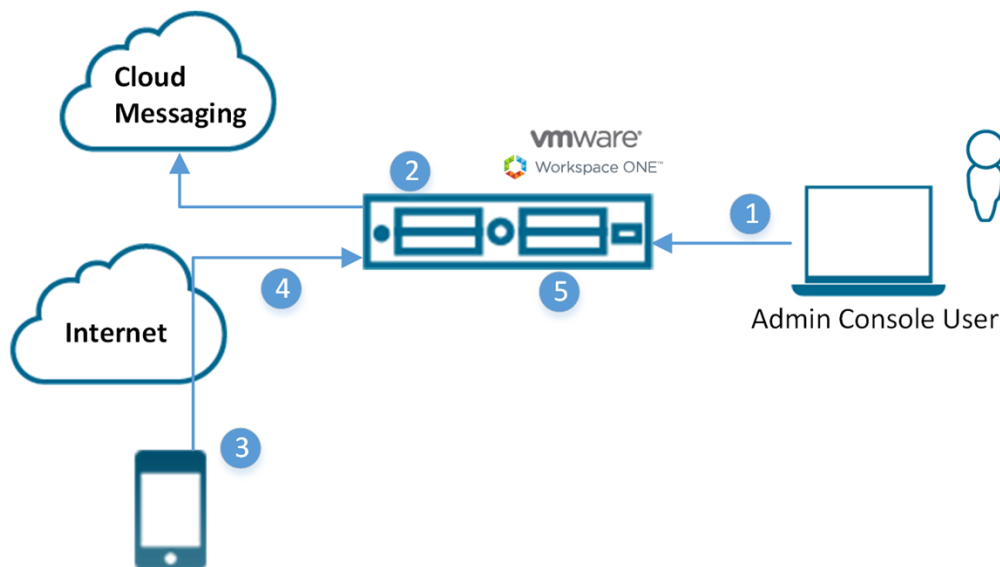 Cloud
Messaging
vmware®
Workspace ONE™
2
1
4
5
Admin Console User
Internet
3